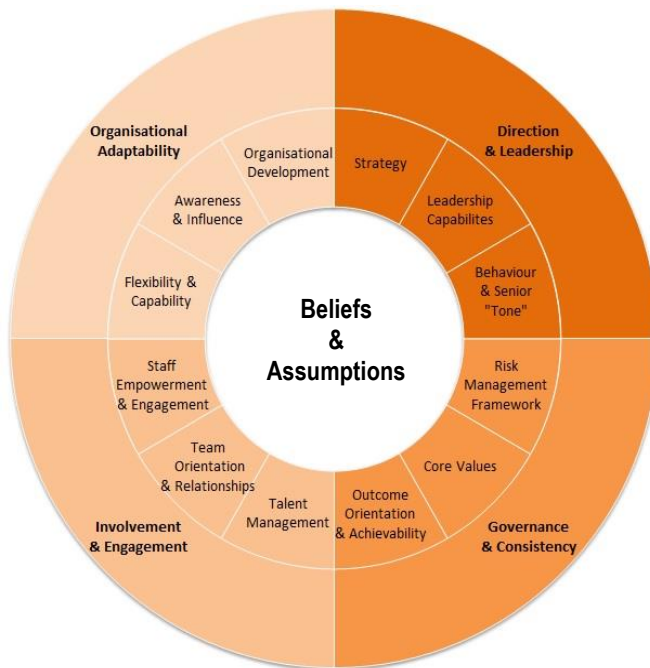 Organisational
Adaptability
Direction
& Leadership
Organisational
Development
Strategy
Awareness
& Influence
Leadership
Capabilites
Flexibility &
Capability
Behaviour
& Senior
"Tone"
Beliefs
&
Assumptions
Staff
Empowerment
& Engagement
Risk
Management
Framework
Team
Orientation
& Relationships
Core Values
Talent
Management
Outcome
Orientation
& Achievability
Involvement
& Engagement
Governance
& Consistency